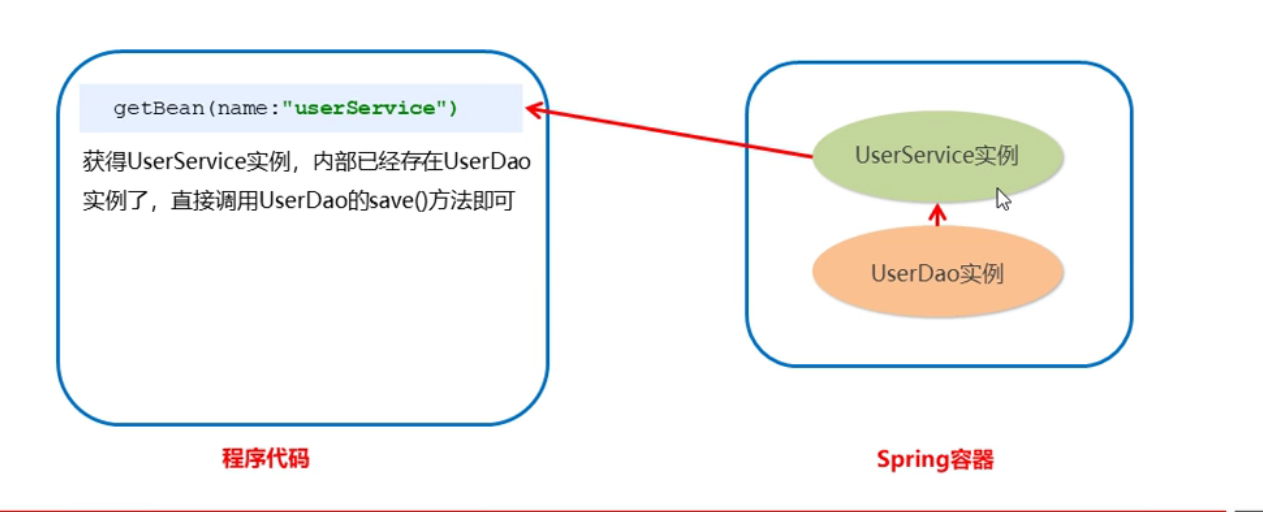 getBean(name:"userService")
获得UserService实例，内部已经存在UserDao
实例了，直接调用UserDao的save()方法即可
UserService实例
UserDao实例
程序代码
Spring容器